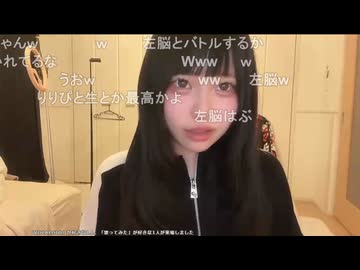 ゃんw
w
左脳とバトルするか
れてるな
Www
w
うおw
ww
左脳w
りりぴと生とか最高かよ
左脳はぷ
「歌ってみた」が好きな1人が来場しました